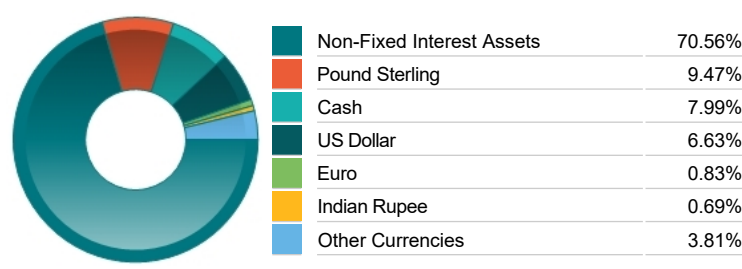 Non-Fixed Interest Assets 70.56%
Pound Sterling 9.47%
Cash 7.99%
US Dollar 6.63%
Euro 0.83%
Indian Rupee 0.69%
Other Currencies 3.81%